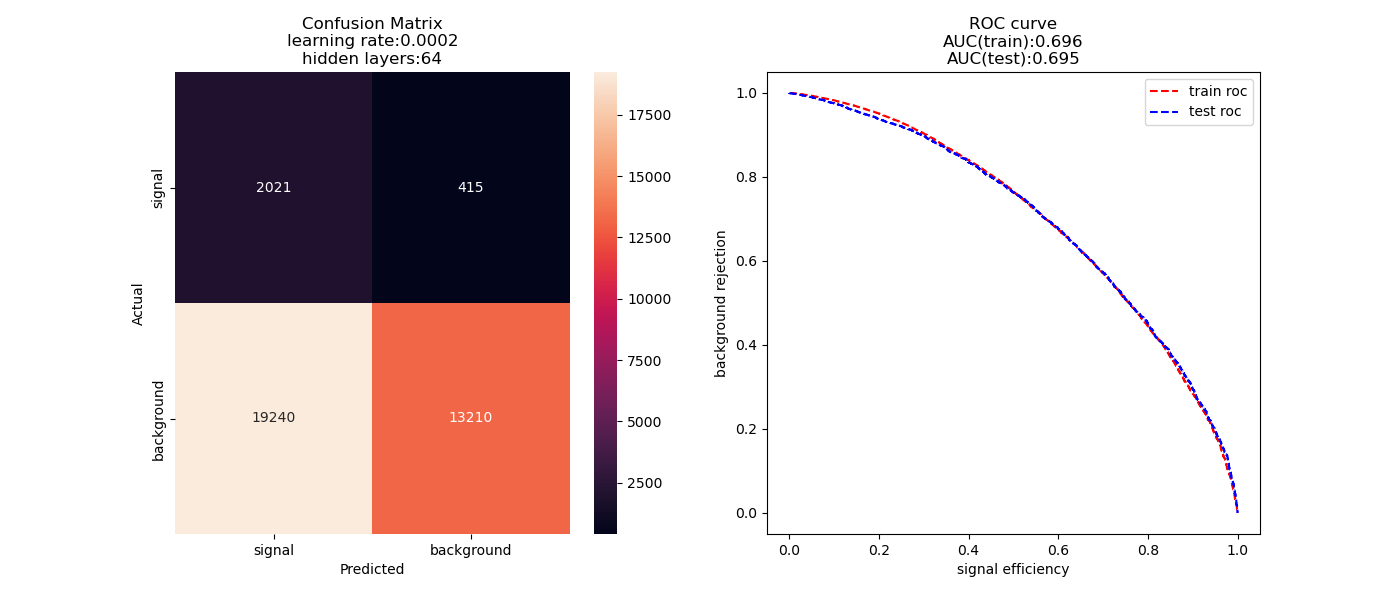 Confusion Matrix
learning rate:0.0002
hidden layers:64
signal
background
Actual
2021
415
19240
13210
signal
background
Predicted
17500
15000
12500
10000
7500
5000
2500
ROC curve
AUC(train):0.696
AUC(test):0.695
train roc
test roc
background rejection
1.0
0.8
0.6
0.4
0.2
0.0
0.0
0.2
0.4
0.6
0.8
1.0
signal efficiency